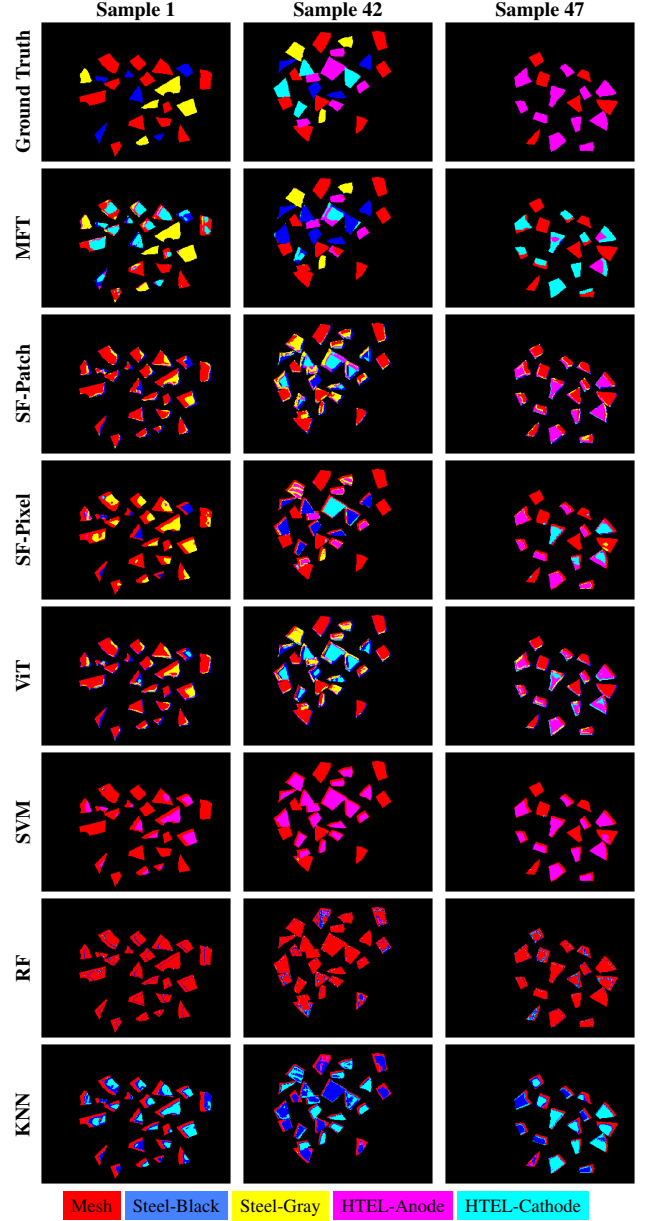 Sample 1 Sample 42 Sample 47
Ground Truth
MFT
SF-Patch
SF-Pixel
ViT
SVM
RF
KNN
Mesh Steel-Black Steel-Gray HTEL-Anode HTEL-Cathode